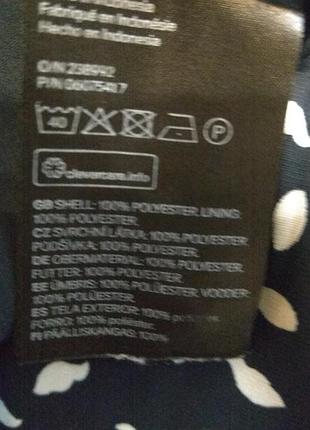 Fabriqué en Indonésie
Hecho en Indonesia
O/N 238992
P/N 06075417
40 P
clevercare.info
GB SHELL: 100% POLYESTER. LINING:
100% POLYESTER.
CZ SVRCHNÍ LÁTKA: 100% POLYESTER.
PODŠÍVKA: 100% POLYESTER.
DE OBERMATERIAL: 100% POLYESTER.
FUTTER: 100% POLYESTER.
EE ÜMBRIS: 100% POLÜESTER. VOODER:
100% POLÜESTER.
ES TELA EXTERIOR: 100%
FORRO: 100% poliéster.
FI PÄÄLLISKANGAS: 100%